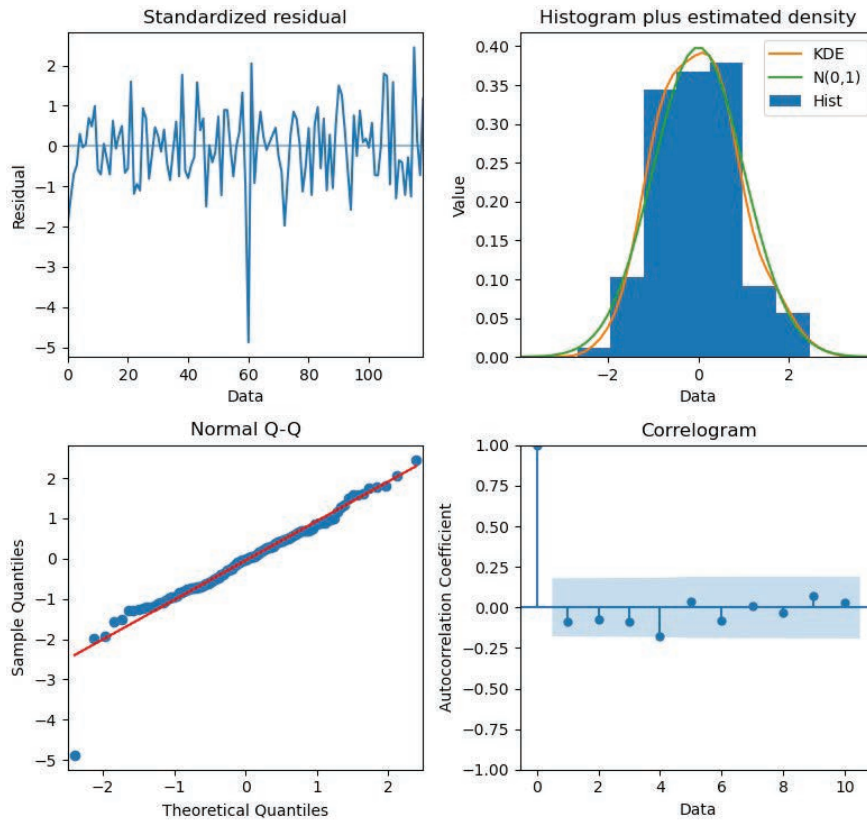 Standardized residual
2
1
0
−1
−2
−3
−4
−5
Residual
0 20 40 60 80 100
Data
Histogram plus estimated density
KDE
N(0,1)
Hist
0.40
0.35
0.30
0.25
0.20
0.15
0.10
0.05
0.00
Value
−2 0 2
Data
Normal Q-Q
2
1
0
−1
−2
−3
−4
−5
Sample Quantiles
−2 −1 0 1 2
Theoretical Quantiles
Correlogram
1.00
0.75
0.50
0.25
0.00
−0.25
−0.50
−0.75
−1.00
Autocorrelation Coefficient
0 2 4 6 8 10
Data